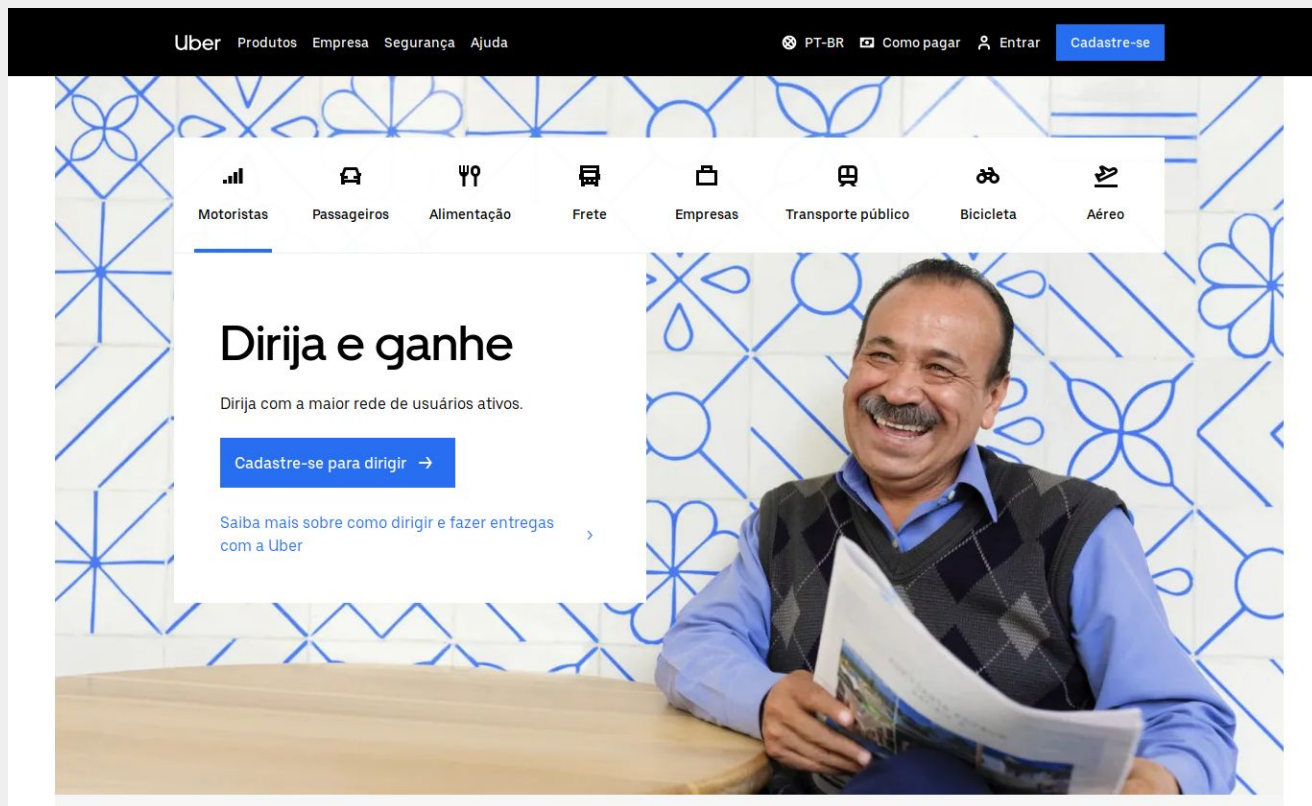 Uber Produtos Empresa Segurança Ajuda PT-BR Como pagar Entrar Cadastre-se
Motoristas Passageiros Alimentação Frete Empresas Transporte público Bicicleta Aéreo
Dirija e ganhe
Dirija com a maior rede de usuários ativos.
Cadastre-se para dirigir →
Saiba mais sobre como dirigir e fazer entregas
com a Uber